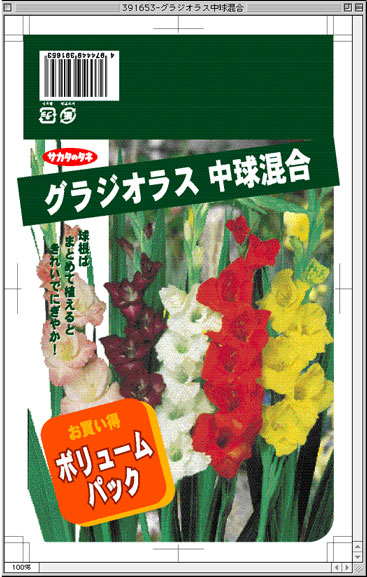 391653-グラジオラス中球混合
4 974449 391653
サカタのタネ
グラジオラス 中球混合
球根は
まとめて植えると
きれいでにぎやか!
お買い得
ボリューム
パック
100%